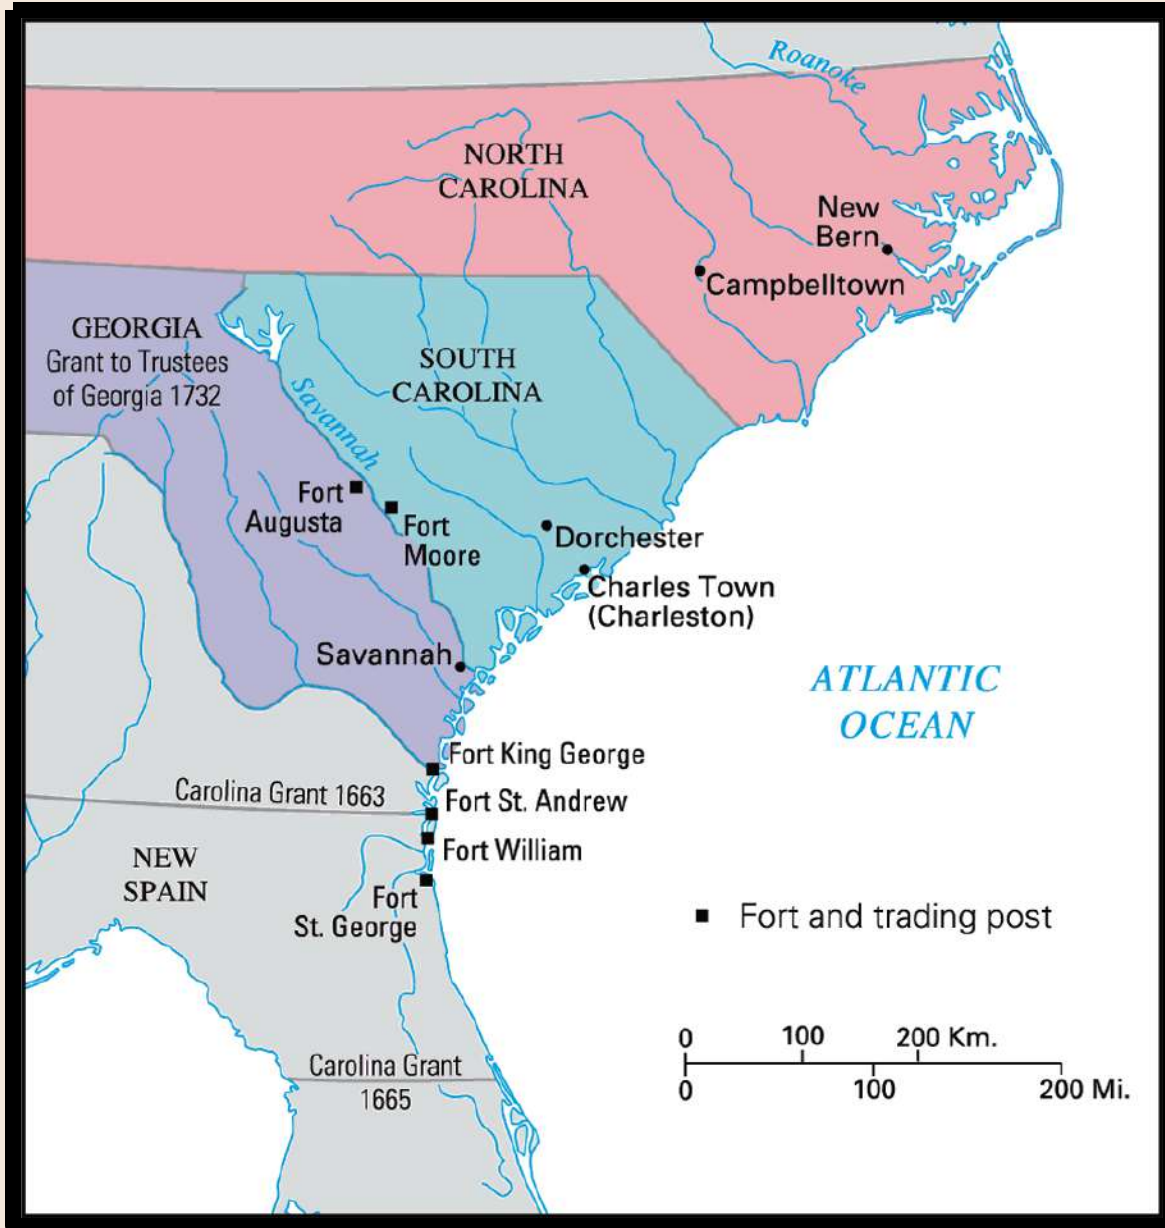 Roanoke
NORTH
CAROLINA
New
Bern
Campbelltown
GEORGIA
Grant to Trustees
of Georgia 1732
SOUTH
CAROLINA
Savannah
Fort
Augusta
Fort
Moore
Dorchester
Charles Town
(Charleston)
Savannah
ATLANTIC
OCEAN
Fort King George
Carolina Grant 1663
Fort St. Andrew
Fort William
NEW
SPAIN
Fort
St. George
Fort and trading post
0 100 200 Km.
0 100 200 Mi.
Carolina Grant
1665